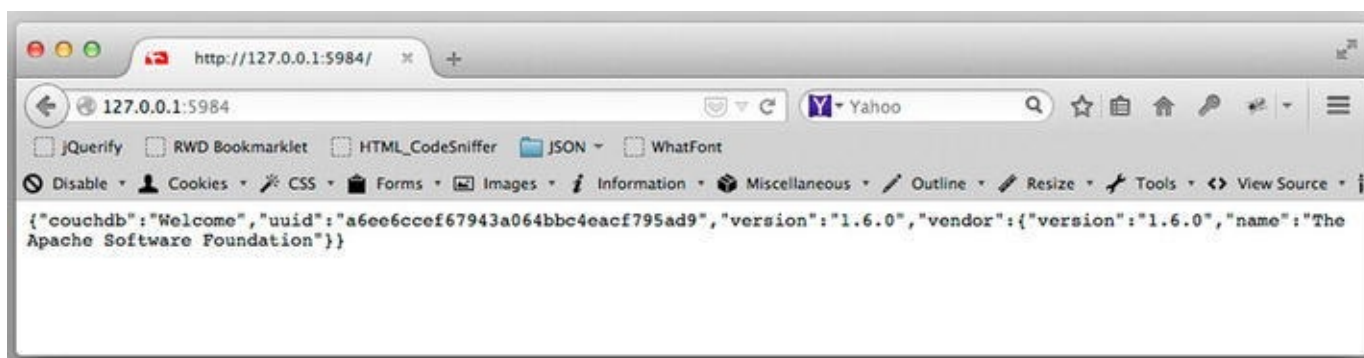 http://127.0.0.1:5984/
127.0.0.1:5984
Yahoo
jQuerify RWD Bookmarklet HTML_CodeSniffer JSON WhatFont
Disable Cookies CSS Forms Images Information Miscellaneous Outline Resize Tools View Source
{"couchdb":"Welcome","uuid":"a6ee6ccef67943a064bbc4eacf795ad9","version":"1.6.0","vendor":{"version":"1.6.0","name":"The
Apache Software Foundation"}}